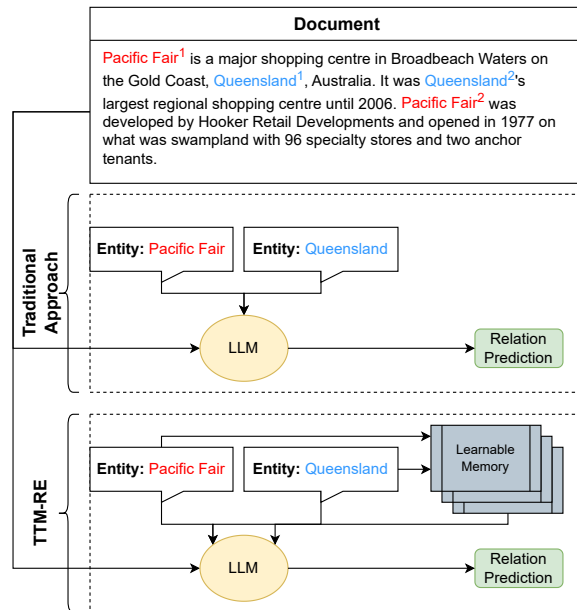 Document
Pacific Fair1 is a major shopping centre in Broadbeach Waters on
the Gold Coast, Queensland1, Australia. It was Queensland2's
largest regional shopping centre until 2006. Pacific Fair2 was
developed by Hooker Retail Developments and opened in 1977 on
what was swampland with 96 specialty stores and two anchor
tenants.
Traditional
Approach
Entity: Pacific Fair
Entity: Queensland
LLM
Relation
Prediction
TTM-RE
Entity: Pacific Fair
Entity: Queensland
Learnable
Memory
LLM
Relation
Prediction